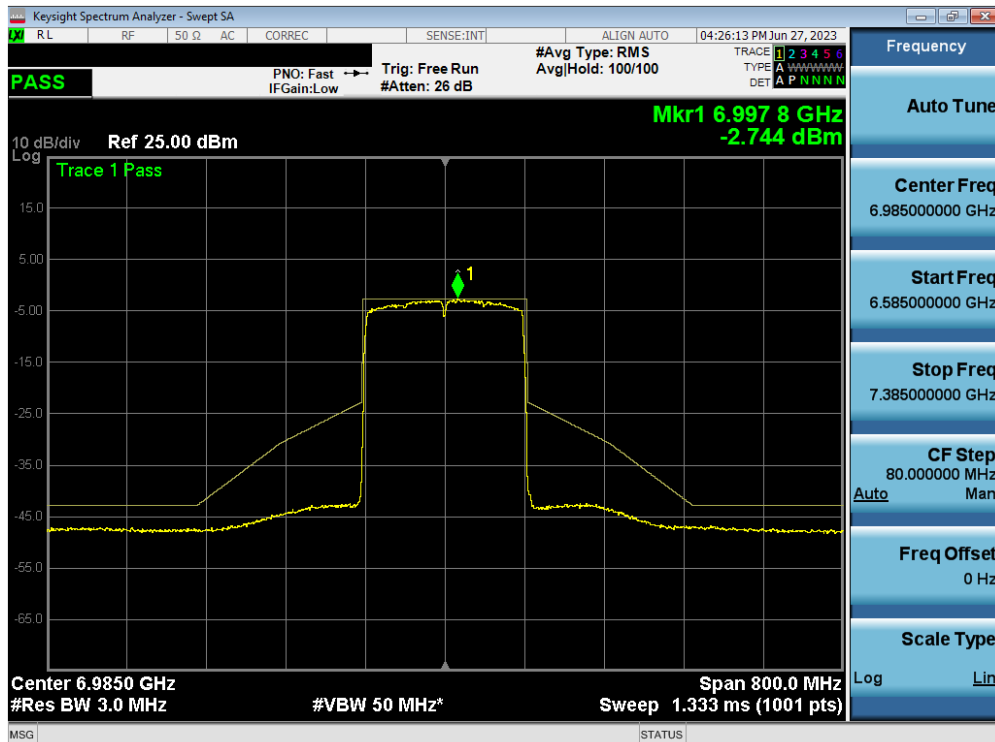 Keysight Spectrum Analyzer - Swept SA
LXI RL RF 50 Ω AC CORREC SENSE:INT ALIGN AUTO 04:26:13 PM Jun 27, 2023
PASS
PNO: Fast
IFGain:Low
Trig: Free Run
#Atten: 26 dB
#Avg Type: RMS
Avg|Hold: 100/100
TRACE 1 2 3 4 5 6
TYPE A WWWWW
DET A P N N N N
Mkr1 6.997 8 GHz
-2.744 dBm
10 dB/div Ref 25.00 dBm
Log
Trace 1 Pass
15.0
5.00
-5.00
-15.0
-25.0
-35.0
-45.0
-55.0
-65.0
1
Center 6.9850 GHz Span 800.0 MHz
#Res BW 3.0 MHz #VBW 50 MHz* Sweep 1.333 ms (1001 pts)
MSG STATUS
Frequency
Auto Tune
Center Freq
6.985000000 GHz
Start Freq
6.585000000 GHz
Stop Freq
7.385000000 GHz
CF Step
80.000000 MHz
Auto Man
Freq Offset
0 Hz
Scale Type
Log Lin